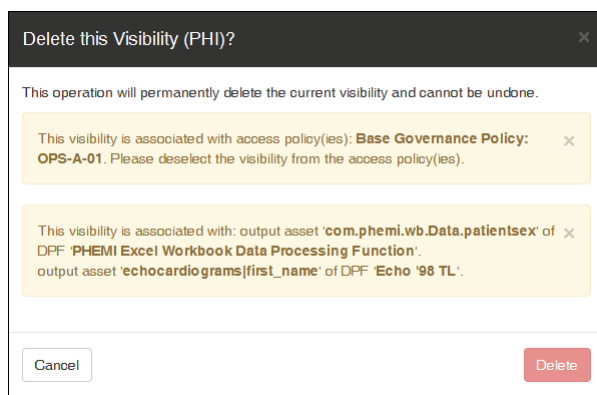 Delete this Visibility (PHI)?
×
This operation will permanently delete the current visibility and cannot be undone.
This visibility is associated with access policy(ies): Base Governance Policy: ×
OPS-A-01. Please deselect the visibility from the access policy(ies).
This visibility is associated with: output asset 'com.phemi.wb.Data.patientsex' of ×
DPF 'PHEMI Excel Workbook Data Processing Function'.
output asset 'echocardiograms|first_name' of DPF 'Echo '98 TL'.
Cancel
Delete